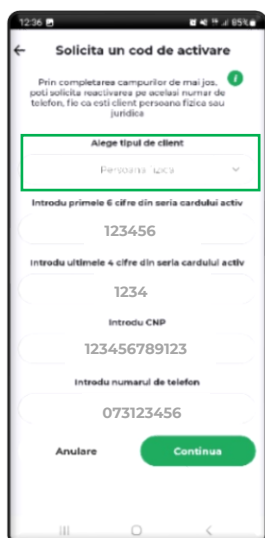 12:36
85%
Solicita un cod de activare
Prin completarea campurilor de mai jos,
poti solicita reactivarea pe acelasi numar de
telefon, fie ca esti client persoana fizica sau
juridica
i
Alege tipul de client
Persoana fizica
Introdu primele 6 cifre din seria cardului activ
123456
Introdu ultimele 4 cifre din seria cardului activ
1234
Introdu CNP
123456789123
Introdu numarul de telefon
073123456
Anulare
Continua